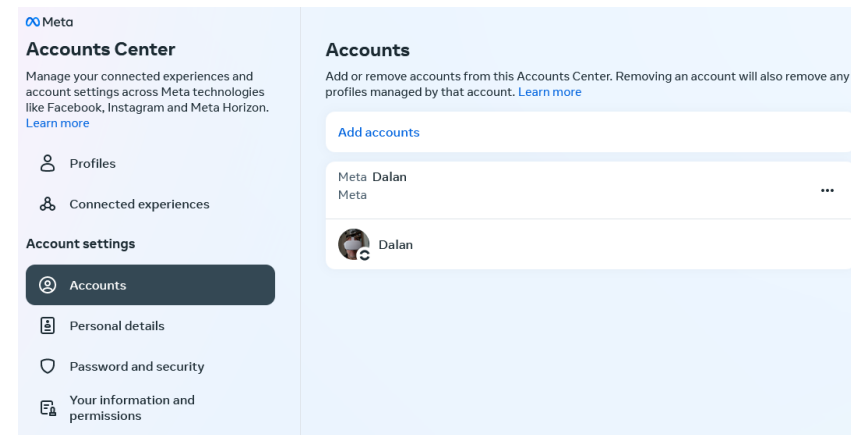 Meta
Accounts Center
Manage your connected experiences and
account settings across Meta technologies
like Facebook, Instagram and Meta Horizon.
Learn more
Profiles
Connected experiences
Account settings
Accounts
Personal details
Password and security
Your information and
permissions
Accounts
Add or remove accounts from this Accounts Center. Removing an account will also remove any
profiles managed by that account. Learn more
Add accounts
Meta Dalan
Meta
Dalan